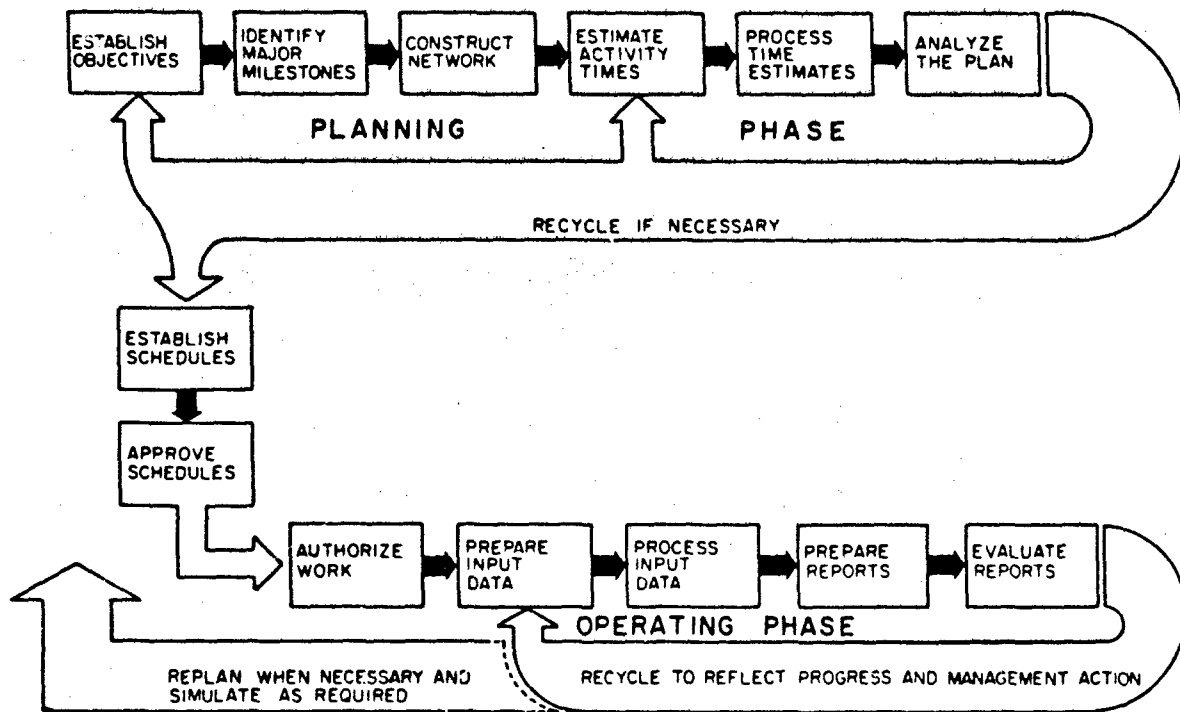 ESTABLISH
OBJECTIVES
IDENTIFY
MAJOR
MILESTONES
CONSTRUCT
NETWORK
ESTIMATE
ACTIVITY
TIMES
PROCESS
TIME
ESTIMATES
ANALYZE
THE PLAN
PLANNING PHASE
RECYCLE IF NECESSARY
ESTABLISH
SCHEDULES
APPROVE
SCHEDULES
AUTHORIZE
WORK
PREPARE
INPUT
DATA
PROCESS
INPUT
DATA
PREPARE
REPORTS
EVALUATE
REPORTS
OPERATING PHASE
REPLAN WHEN NECESSARY AND
SIMULATE AS REQUIRED
RECYCLE TO REFLECT PROGRESS AND MANAGEMENT ACTION